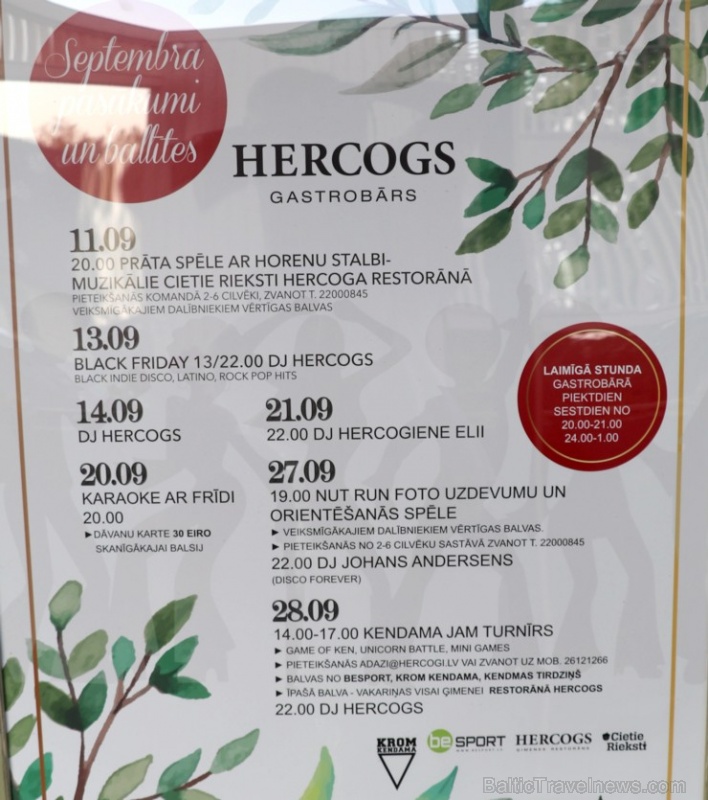 Septembra
pasākumi
un ballītes
HERCOGS
GASTROBĀRS
11.09
20.00 PRĀTA SPĒLE AR HORENU STALBI-
MUZIKĀLIE CIETIE RIEKSTI HERCOGA RESTORĀNĀ
PIETEIKŠANĀS KOMANDĀ 2-6 CILVĒKI, ZVANOT T. 22000845
VEIKSMĪGĀKAJIEM DALĪBNIEKIEM VĒRTĪGAS BALVAS
13.09
BLACK FRIDAY 13/22.00 DJ HERCOGS
BLACK INDIE DISCO, LATINO, ROCK POP HITS
LAIMĪGĀ STUNDA
GASTROBĀRĀ
PIEKTDIEN
SESTDIEN NO
20.00-21.00
24.00-1.00
14.09
DJ HERCOGS
21.09
22.00 DJ HERCOGIENE ELII
20.09
KARAOKE AR FRĪDI
20.00
►DĀVANU KARTE 30 EIRO
SKANĪGĀKAJAI BALSIJ
27.09
19.00 NUT RUN FOTO UZDEVUMU UN
ORIENTĒŠANĀS SPĒLE
► VEIKSMĪGĀKAJIEM DALĪBNIEKIEM VĒRTĪGAS BALVAS.
► PIETEIKŠANĀS NO 2-6 CILVĒKU SASTĀVĀ ZVANOT T. 22000845
22.00 DJ JOHANS ANDERSENS
(DISCO FOREVER)
28.09
14.00-17.00 KENDAMA JAM TURNĪRS
► GAME OF KEN, UNICORN BATTLE, MINI GAMES
► PIETEIKŠANĀS ADAZI@HERCOGI.LV VAI ZVANOT UZ MOB. 26121266
► BALVAS NO BESPORT, KROM KENDAMA, KENDMAS TIRDZIŅŠ
► ĪPAŠĀ BALVA - VAKARIŅAS VISAI ĢIMENEI RESTORĀNĀ HERCOGS
22.00 DJ HERCOGS
KROM
KENDAMA
be SPORT
HERCOGS
ĢIMENES RESTORĀNS
Cietie
Rieksti
BalticTravelnews.com